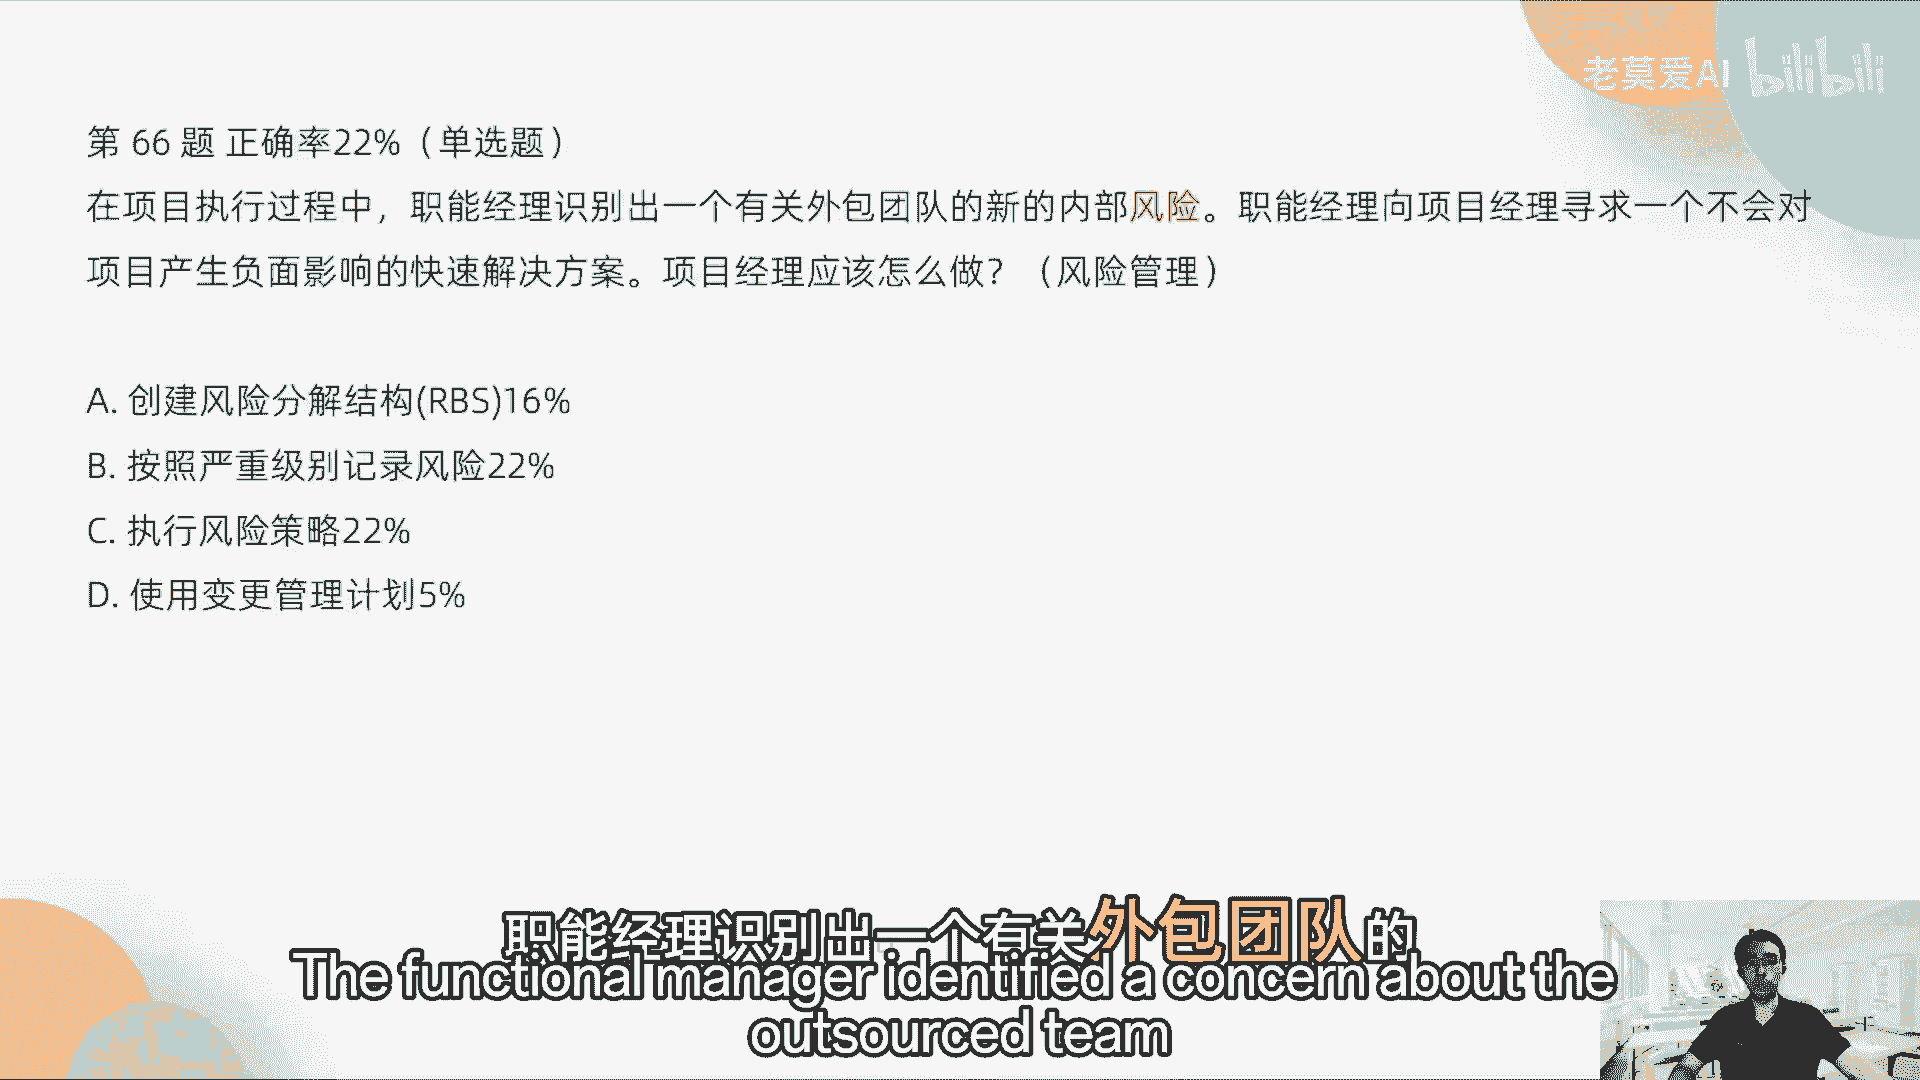 老莫爱AI bilibili
第 66 题 正确率22%（单选题）
在项目执行过程中，职能经理识别出一个有关外包团队的新的内部风险。职能经理向项目经理寻求一个不会对
项目产生负面影响的快速解决方案。项目经理应该怎么做？（风险管理）
A. 创建风险分解结构(RBS)16%
B. 按照严重级别记录风险22%
C. 执行风险策略22%
D. 使用变更管理计划5%
职能经理识别出一个有关外包团队的
The functional manager identified a concern about the
outsourced team